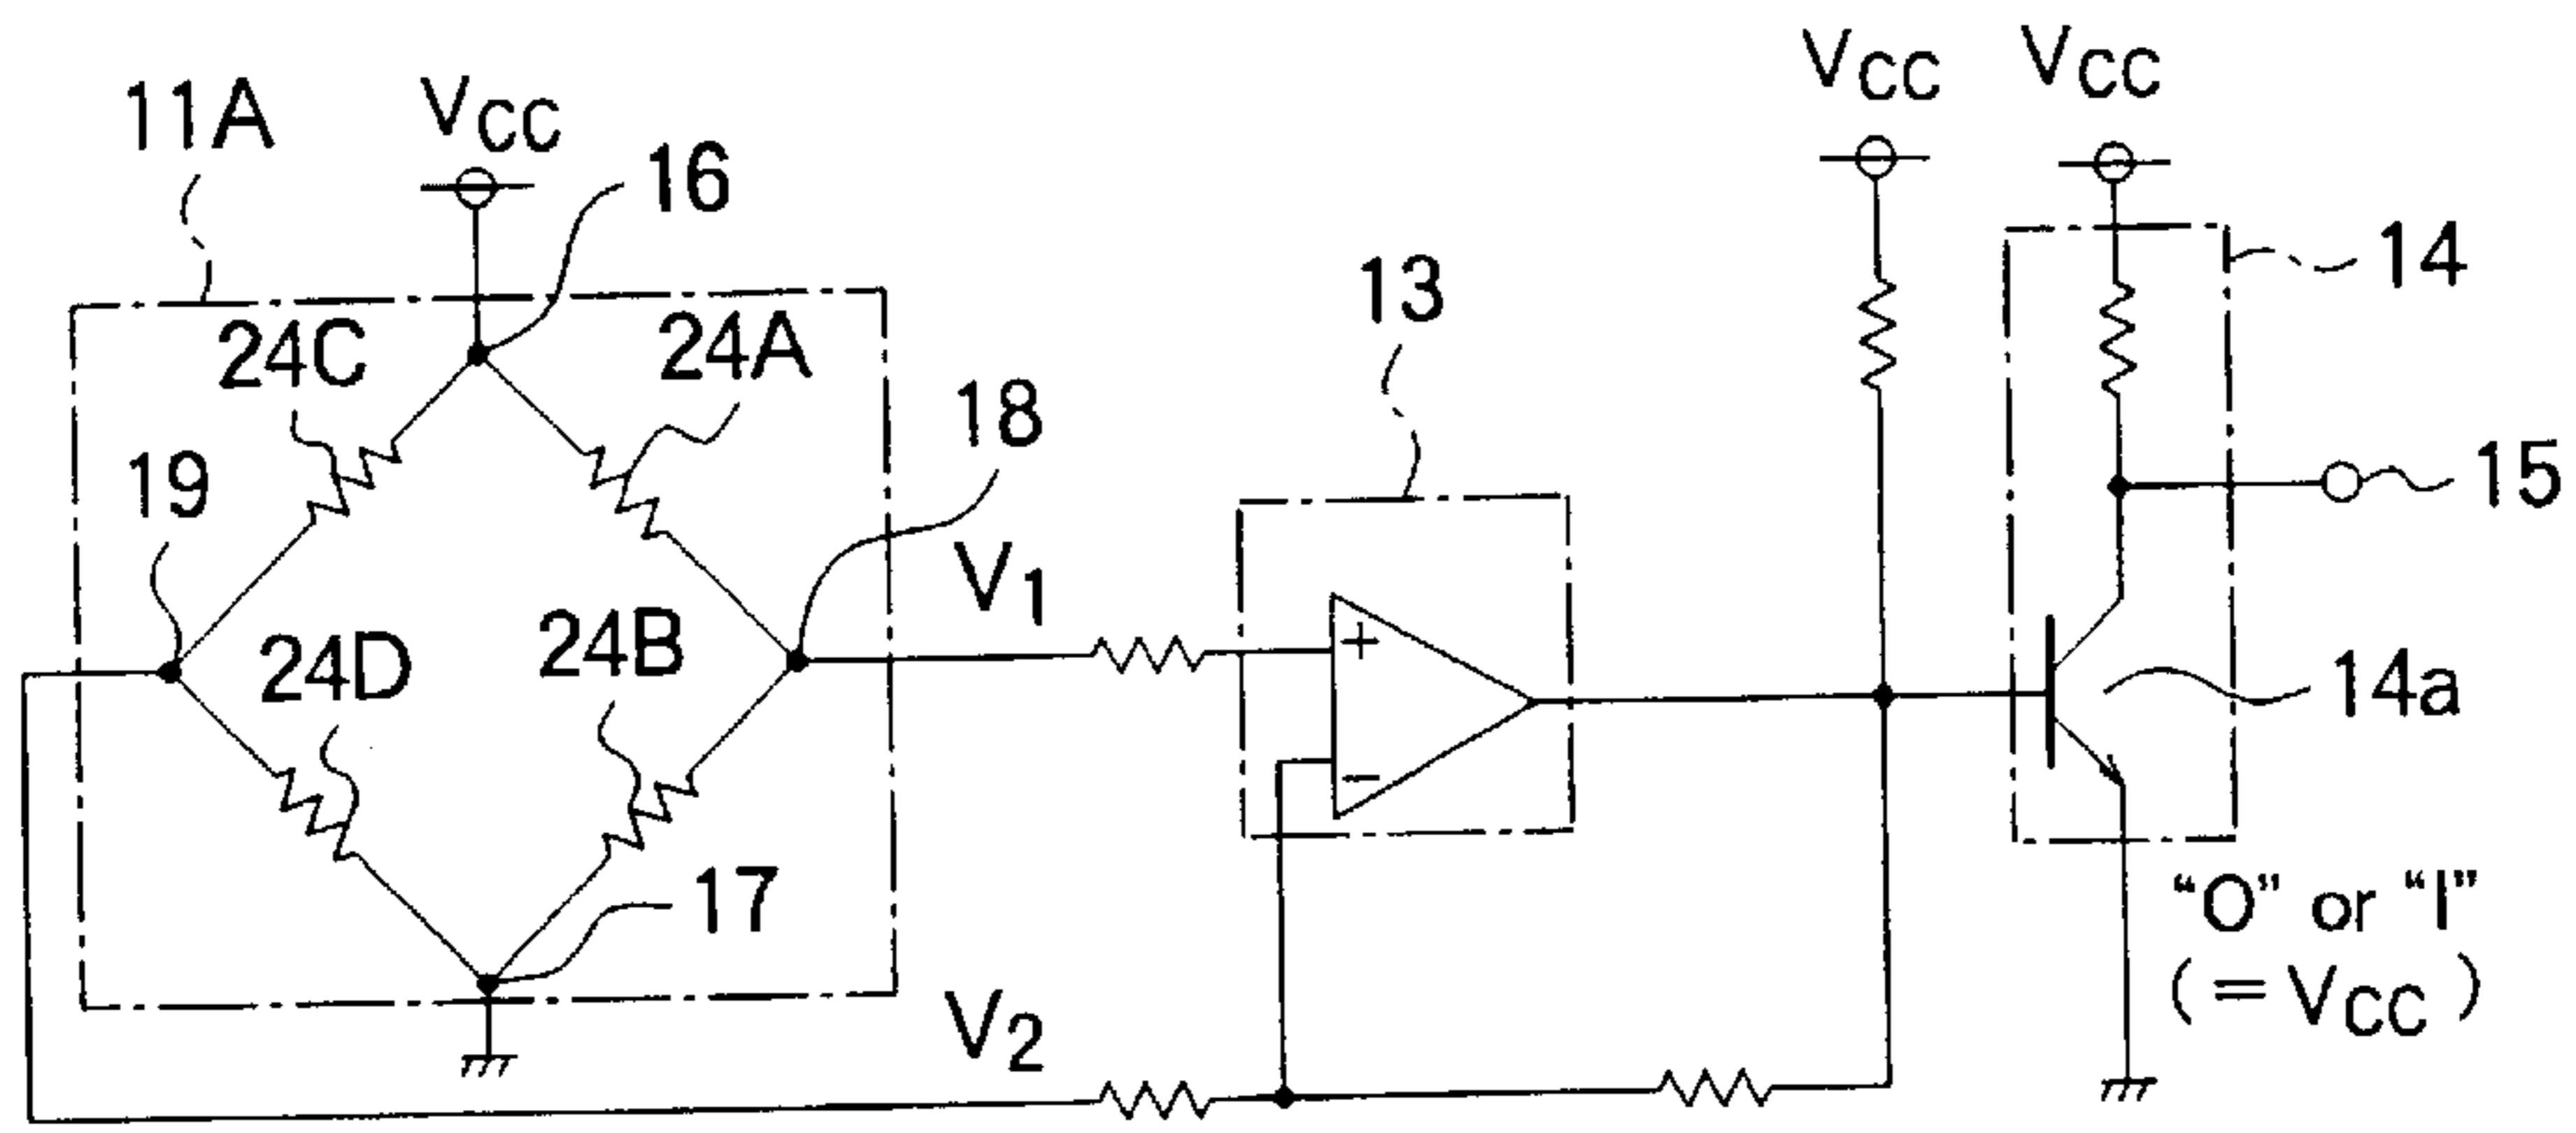 11A
VCC
16
VCC
VCC
14
13
24C
24A
18
15
19
V1
24D
24B
+
14a
−
17
"O" or "I"
(=VCC)
V2